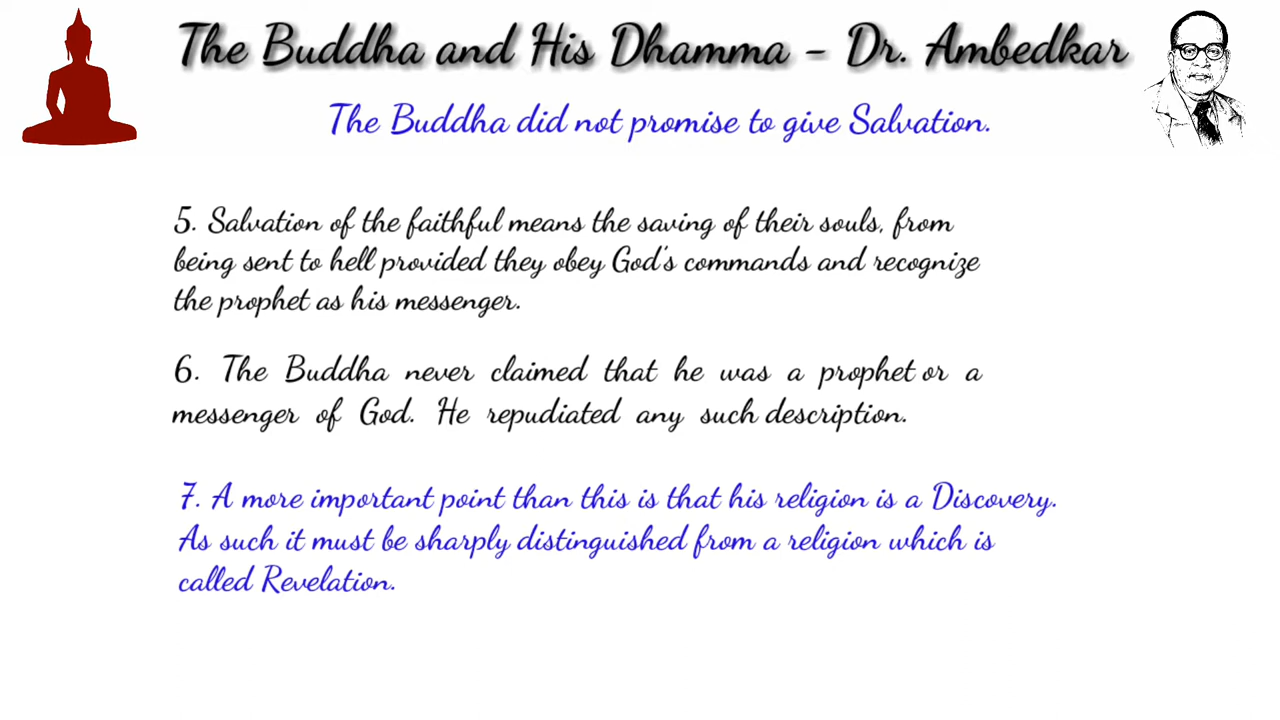 The Buddha and His Dhamma - Dr. Ambedkar
The Buddha did not promise to give Salvation.
5. Salvation of the faithful means the saving of their souls, from
being sent to hell provided they obey God's commands and recognize
the prophet as his messenger.
6. The Buddha never claimed that he was a prophet or a
messenger of God. He repudiated any such description.
7. A more important point than this is that his religion is a Discovery.
As such it must be sharply distinguished from a religion which is
called Revelation.